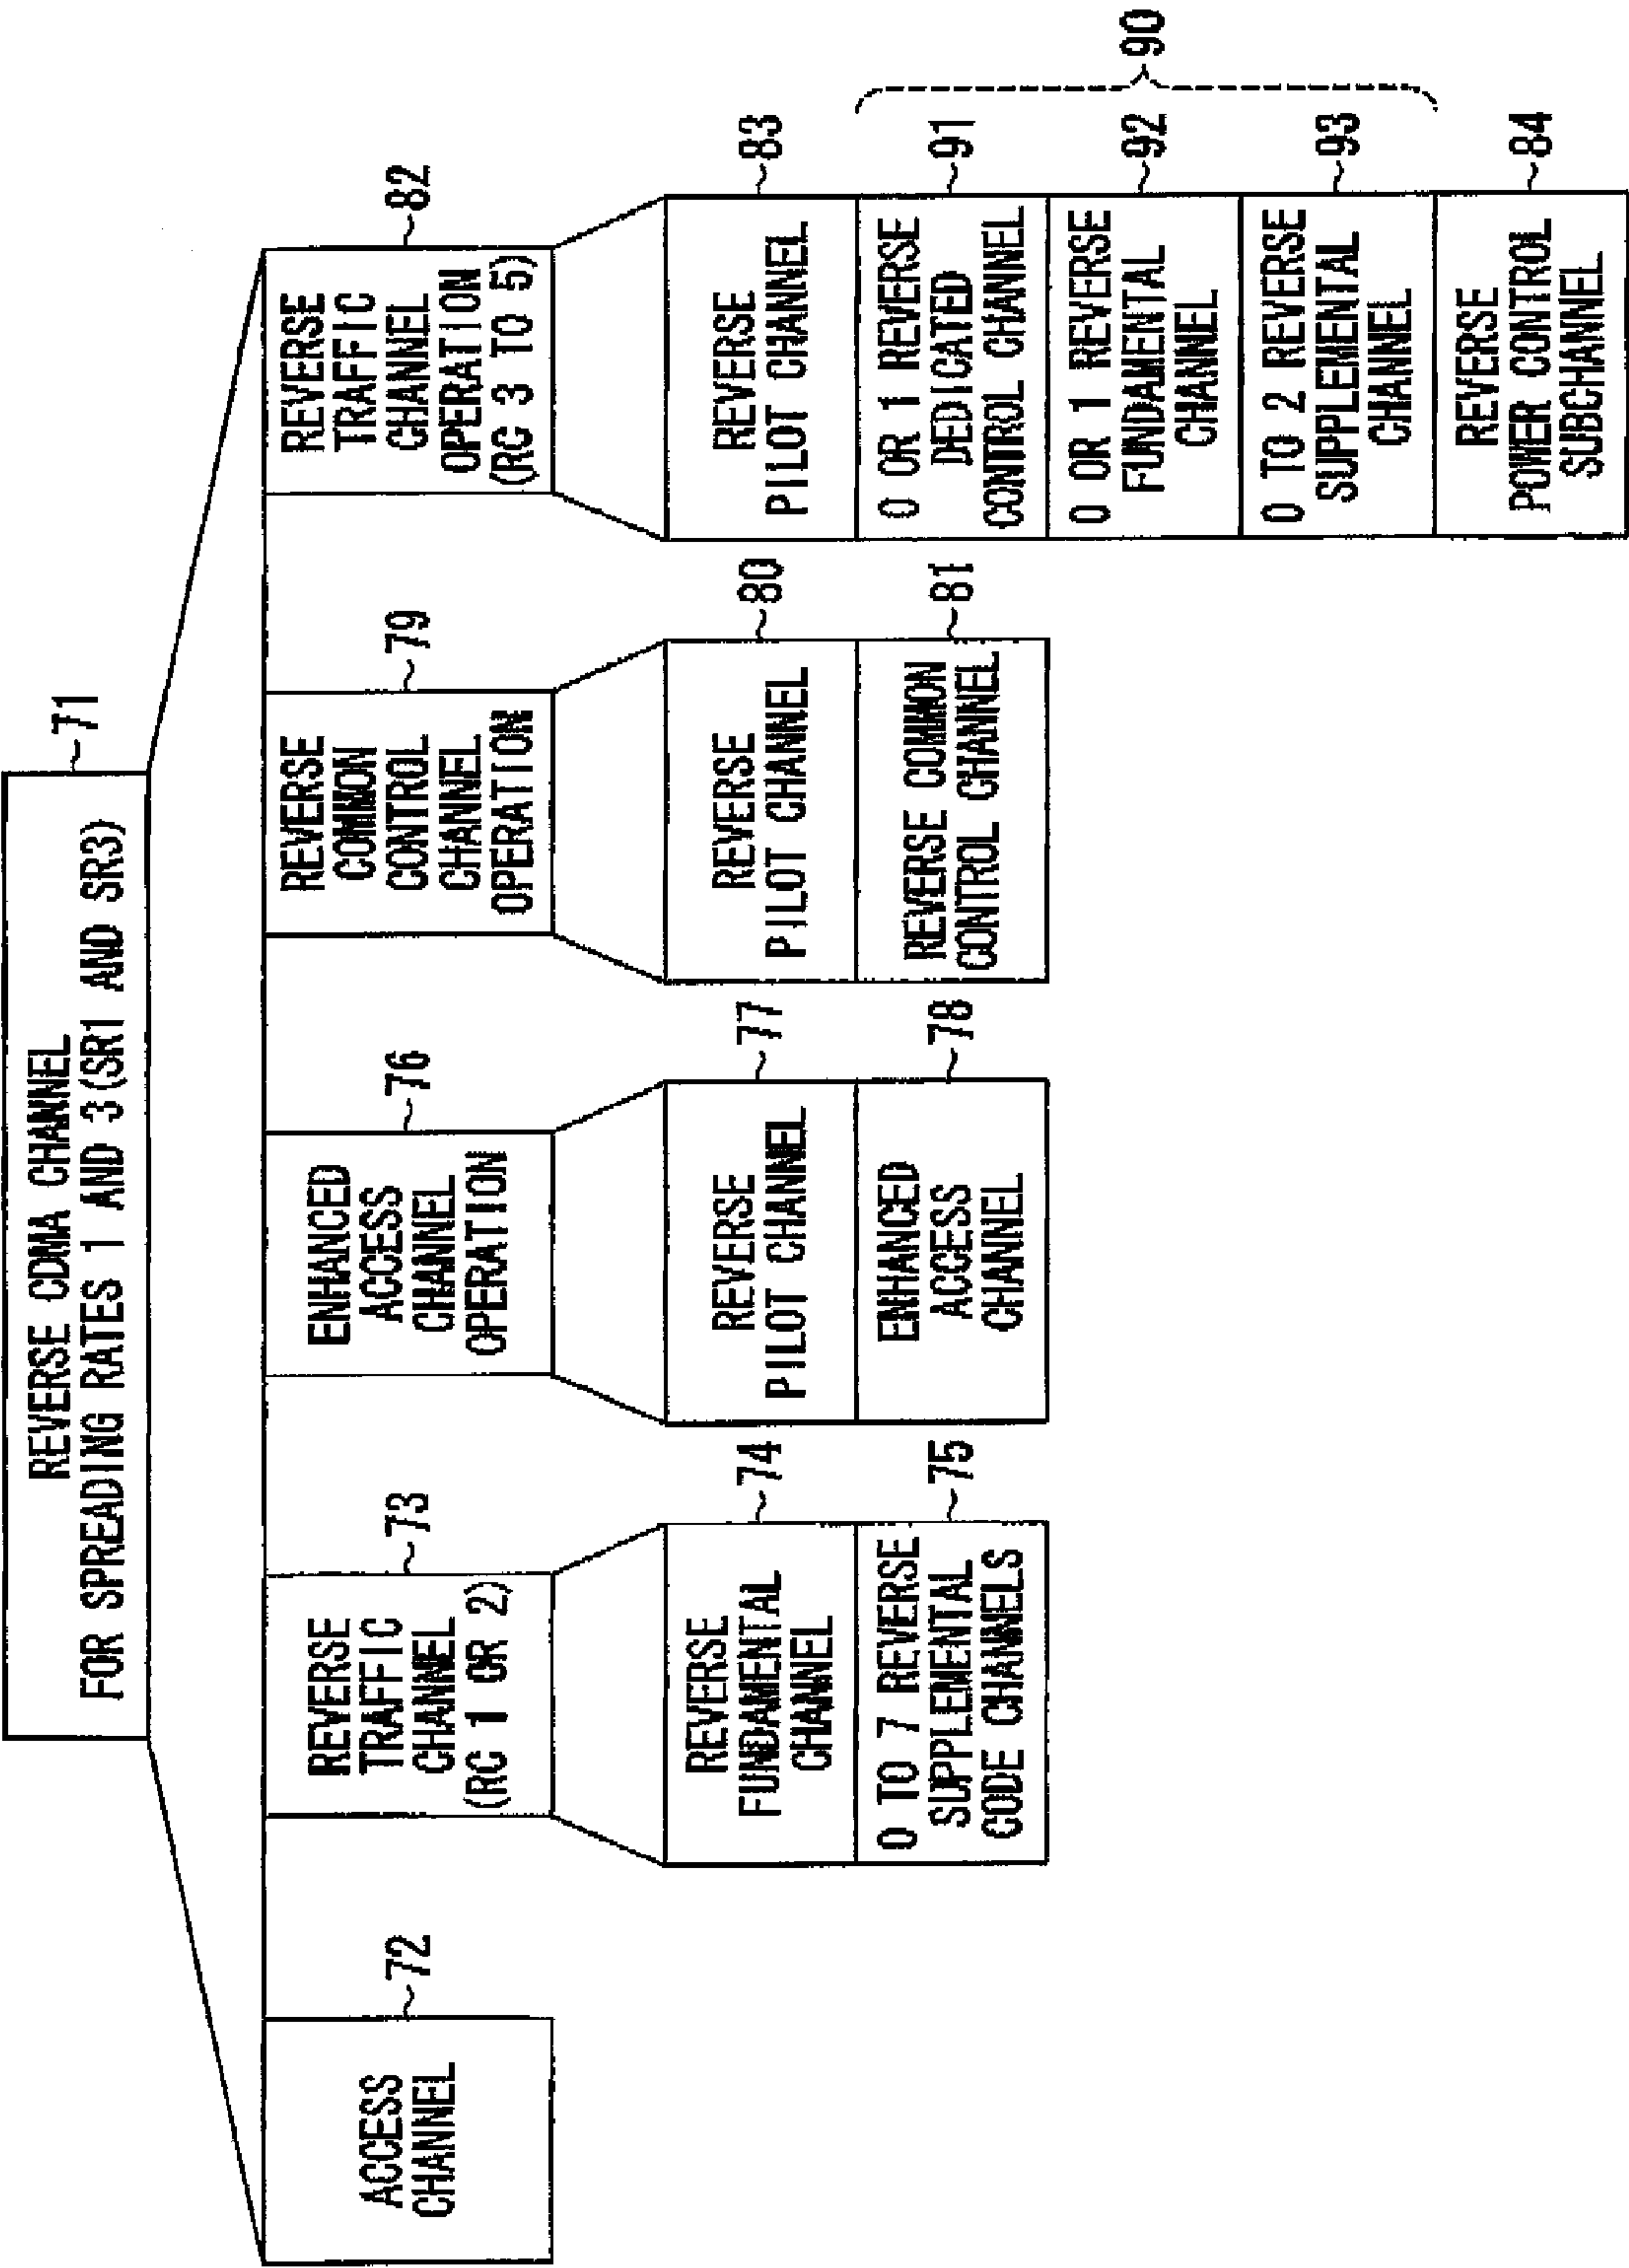 REVERSE CDMA CHANNEL
FOR SPREADING RATES 1 AND 3(SR1 AND SR3)
71
ACCESS
CHANNEL
72
REVERSE
TRAFFIC
CHANNEL
(RC 1 OR 2)
73
REVERSE
FUNDAMENTAL
CHANNEL
74
0 TO 7 REVERSE
SUPPLEMENTAL
CODE CHANNELS
75
ENHANCED
ACCESS
CHANNEL
OPERATION
76
REVERSE
PILOT CHANNEL
77
ENHANCED
ACCESS
CHANNEL
78
REVERSE
COMMON
CONTROL
CHANNEL
OPERATION
79
REVERSE
PILOT CHANNEL
80
REVERSE COMMON
CONTROL CHANNEL
81
REVERSE
TRAFFIC
CHANNEL
OPERATION
(RC 3 TO 5)
82
REVERSE
PILOT CHANNEL
83
0 OR 1 REVERSE
DEDICATED
CONTROL CHANNEL
91
0 OR 1 REVERSE
FUNDAMENTAL
CHANNEL
92
0 TO 2 REVERSE
SUPPLEMENTAL
CHANNEL
93
90
REVERSE
POWER CONTROL
SUBCHANNEL
84